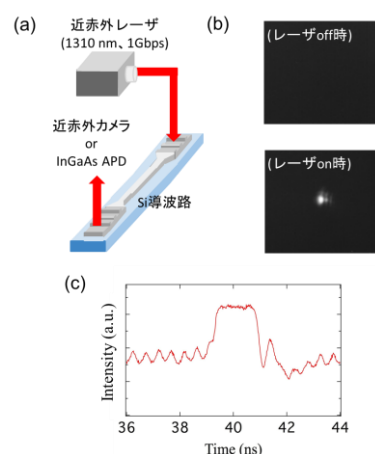 (a)
近赤外レーザ
(1310 nm、1Gbps)
近赤外カメラ
or
InGaAs APD
Si導波路
(b)
(レーザoff時)
(レーザon時)
(c)
Intensity (a.u.)
36
38
40
42
44
Time (ns)